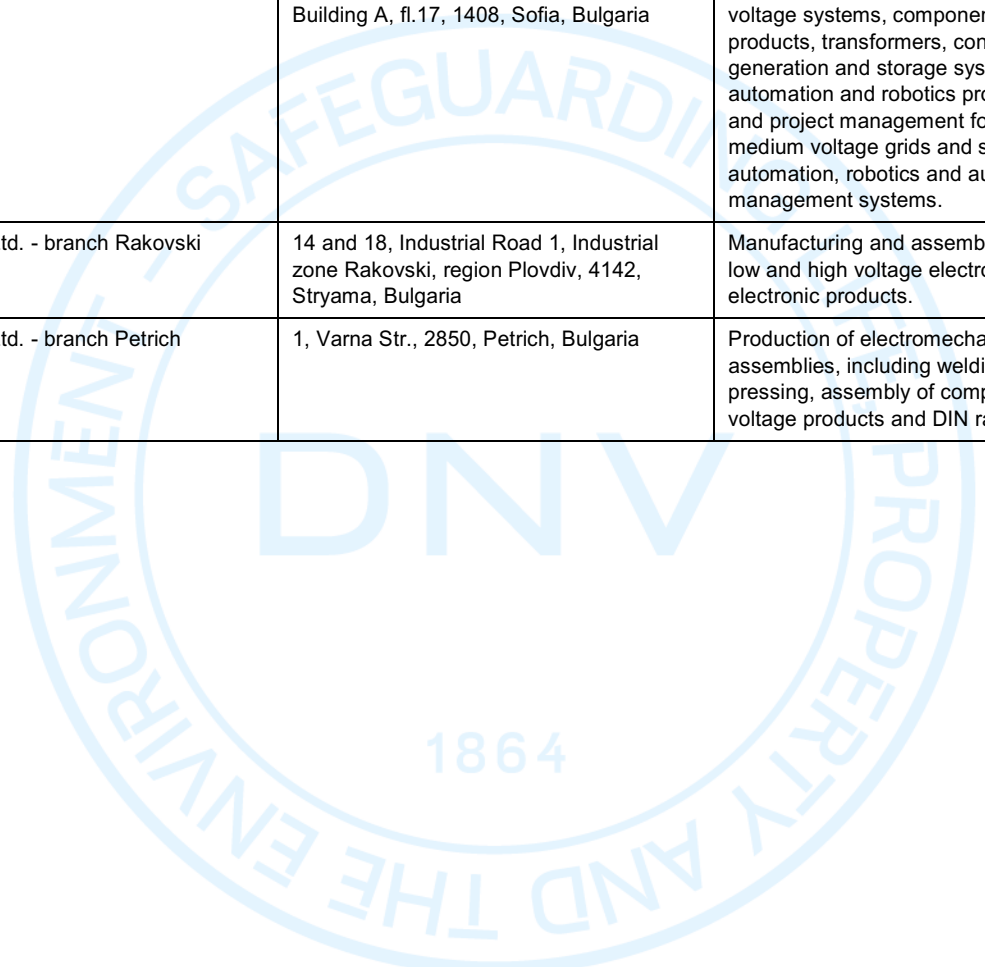 Building A, fl.17, 1408, Sofia, Bulgaria
voltage systems, componen
products, transformers, con
generation and storage sys
automation and robotics pro
and project management fo
medium voltage grids and s
automation, robotics and au
management systems.
td. - branch Rakovski
14 and 18, Industrial Road 1, Industrial
zone Rakovski, region Plovdiv, 4142,
Stryama, Bulgaria
Manufacturing and assemb
low and high voltage electro
electronic products.
td. - branch Petrich
1, Varna Str., 2850, Petrich, Bulgaria
Production of electromecha
assemblies, including weldi
pressing, assembly of comp
voltage products and DIN ra
SAFEGUARDING LIFE, PROPERTY AND THE ENVIRONMENT -
DNV
1864